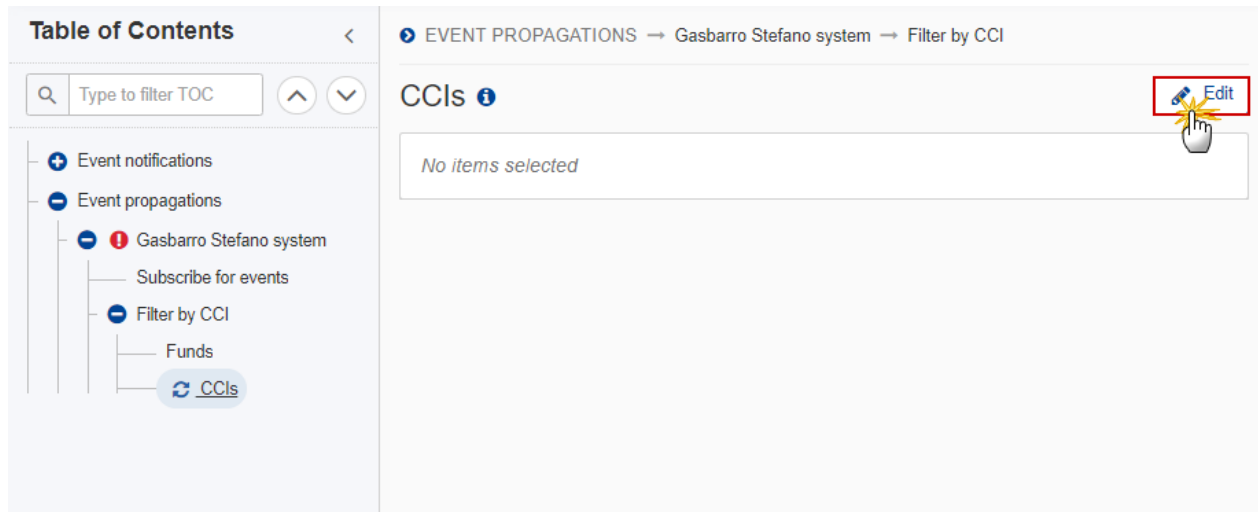 Table of Contents
Type to filter TOC
Event notifications
Event propagations
Gasbarro Stefano system
Subscribe for events
Filter by CCI
Funds
CCIs
EVENT PROPAGATIONS → Gasbarro Stefano system → Filter by CCI
CCIs
Edit
No items selected